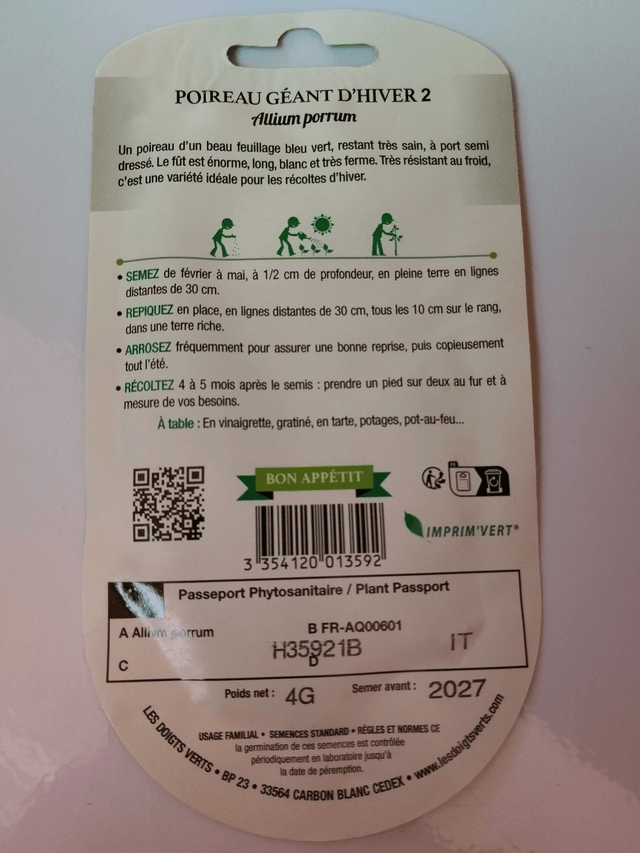 POIREAU GÉANT D'HIVER 2
Allium porrum
Un poireau d'un beau feuillage bleu vert, restant très sain, à port semi
dressé. Le fût est énorme, long, blanc et très ferme. Très résistant au froid,
c'est une variété idéale pour les récoltes d'hiver.
• SEMEZ de février à mai, à 1/2 cm de profondeur, en pleine terre en lignes
distantes de 30 cm.
• REPIQUEZ en place, en lignes distantes de 30 cm, tous les 10 cm sur le rang,
dans une terre riche.
• ARROSEZ fréquemment pour assurer une bonne reprise, puis copieusement
tout l'été.
• RÉCOLTEZ 4 à 5 mois après le semis : prendre un pied sur deux au fur et à
mesure de vos besoins.
À table : En vinaigrette, gratiné, en tarte, potages, pot-au-feu...
BON APPÉTIT
IMPRIM'VERT®
3 354120 013592
Passeport Phytosanitaire / Plant Passport
A Allium porrum
B FR-AQ00601
H35921B
IT
C
D
Poids net : 4G
Semer avant : 2027
USAGE FAMILIAL • SEMENCES STANDARD • RÈGLES ET NORMES CE
la germination de ces semences est contrôlée
périodiquement en laboratoire jusqu'à
la date de péremption.
LES DOIGTS VERTS • BP 23 • 33564 CARBON BLANC CEDEX • www.lesdoigtsverts.com